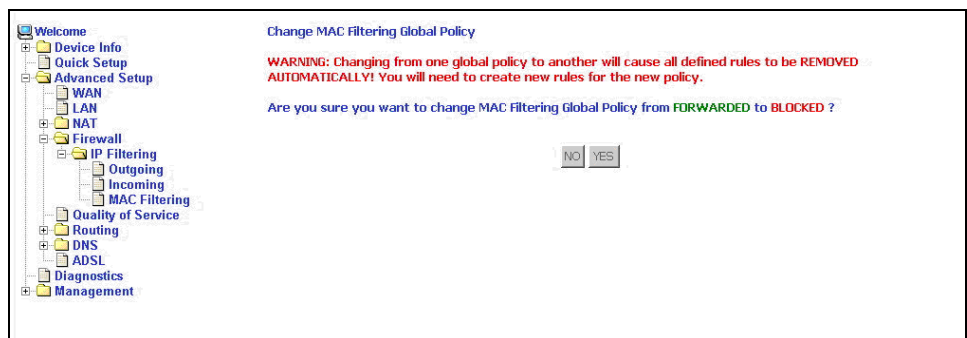 Welcome
Device Info
Quick Setup
Advanced Setup
WAN
LAN
NAT
Firewall
IP Filtering
Outgoing
Incoming
MAC Filtering
Quality of Service
Routing
DNS
ADSL
Diagnostics
Management
Change MAC Filtering Global Policy
WARNING: Changing from one global policy to another will cause all defined rules to be REMOVED
AUTOMATICALLY! You will need to create new rules for the new policy.
Are you sure you want to change MAC Filtering Global Policy from FORWARDED to BLOCKED ?
NO YES